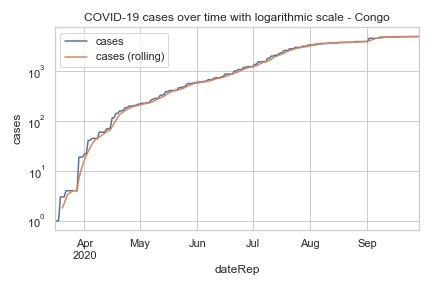 COVID-19 cases over time with logarithmic scale - Congo
cases
cases (rolling)
10³
10²
10¹
10⁰
cases
Apr May Jun Jul Aug Sep
2020
dateRep